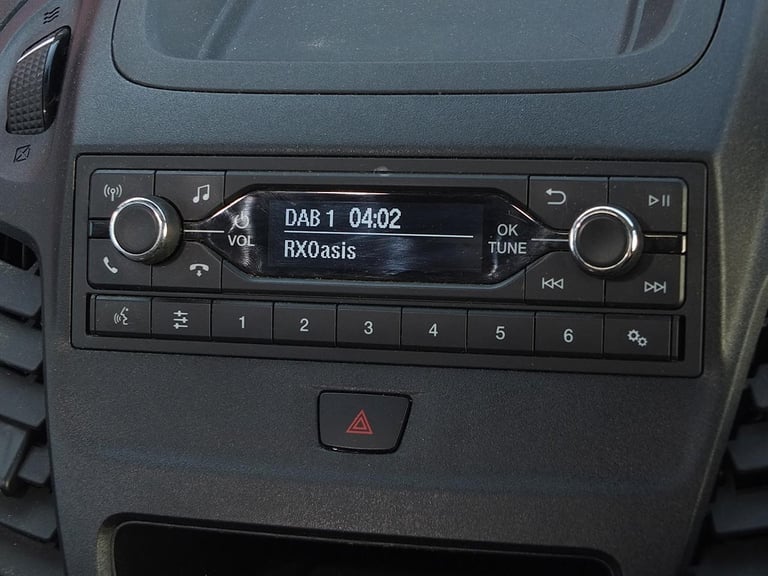 DAB 1 04:02
RXOasis
VOL
OK
TUNE
1 2 3 4 5 6